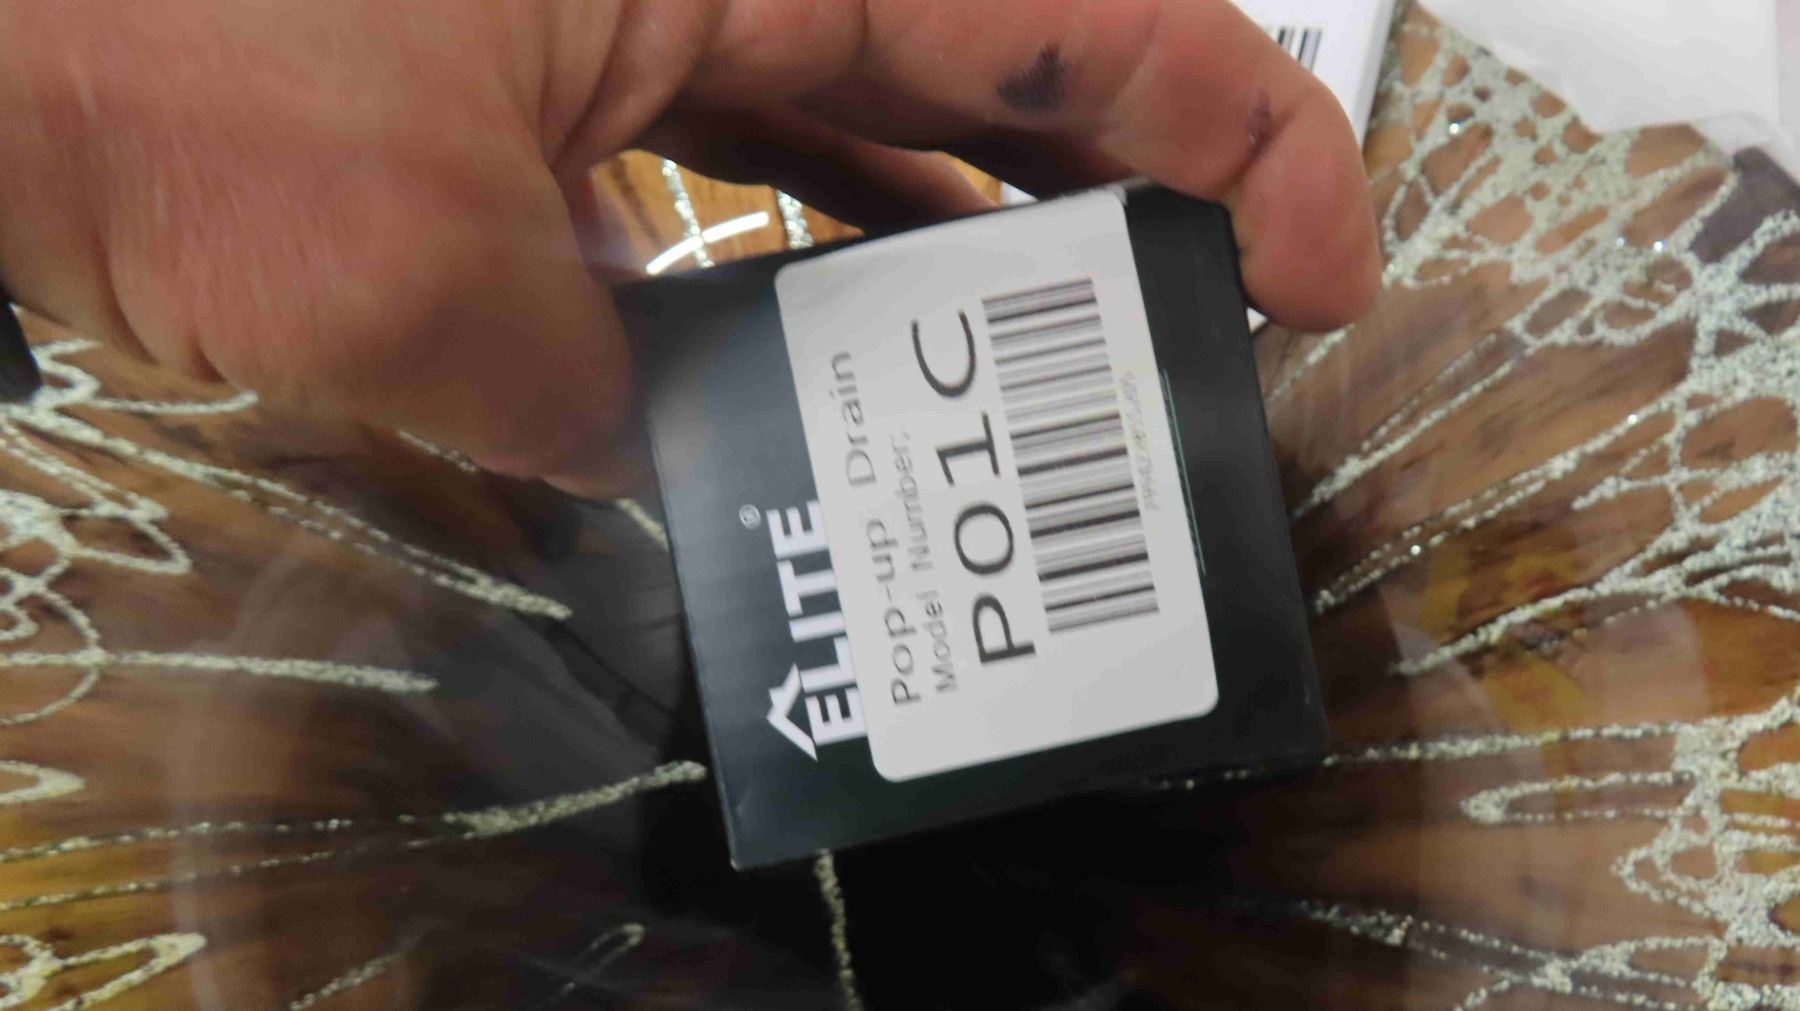 ELITE®
Pop-up Drain
Model Number:
P01C